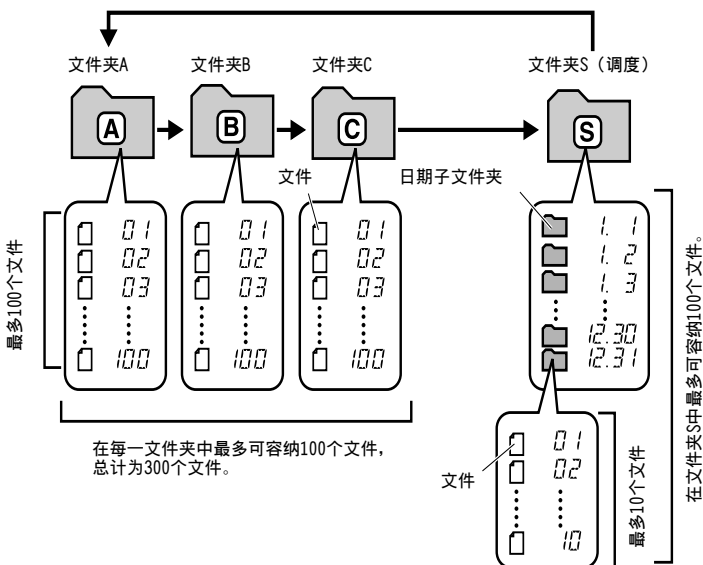 文件夹A
文件夹B
文件夹C
文件夹S（调度）
A
B
C
S
文件
日期子文件夹
最多100个文件
01
02
03
100
01
02
03
100
01
02
03
100
1. 1
1. 2
1. 3
12.30
12.31
在每一文件夹中最多可容纳100个文件，
总计为300个文件。
文件
01
02
10
最多10个文件
在文件夹S中最多可容纳100个文件。